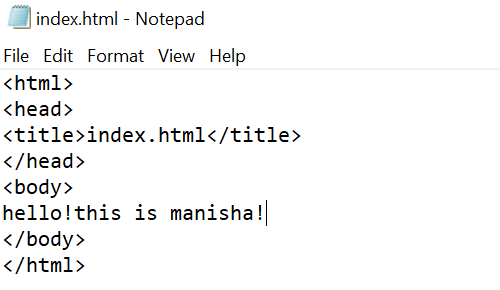 index.html - Notepad
File Edit Format View Help
<html>
<head>
<title>index.html</title>
</head>
<body>
hello!this is manisha!
</body>
</html>